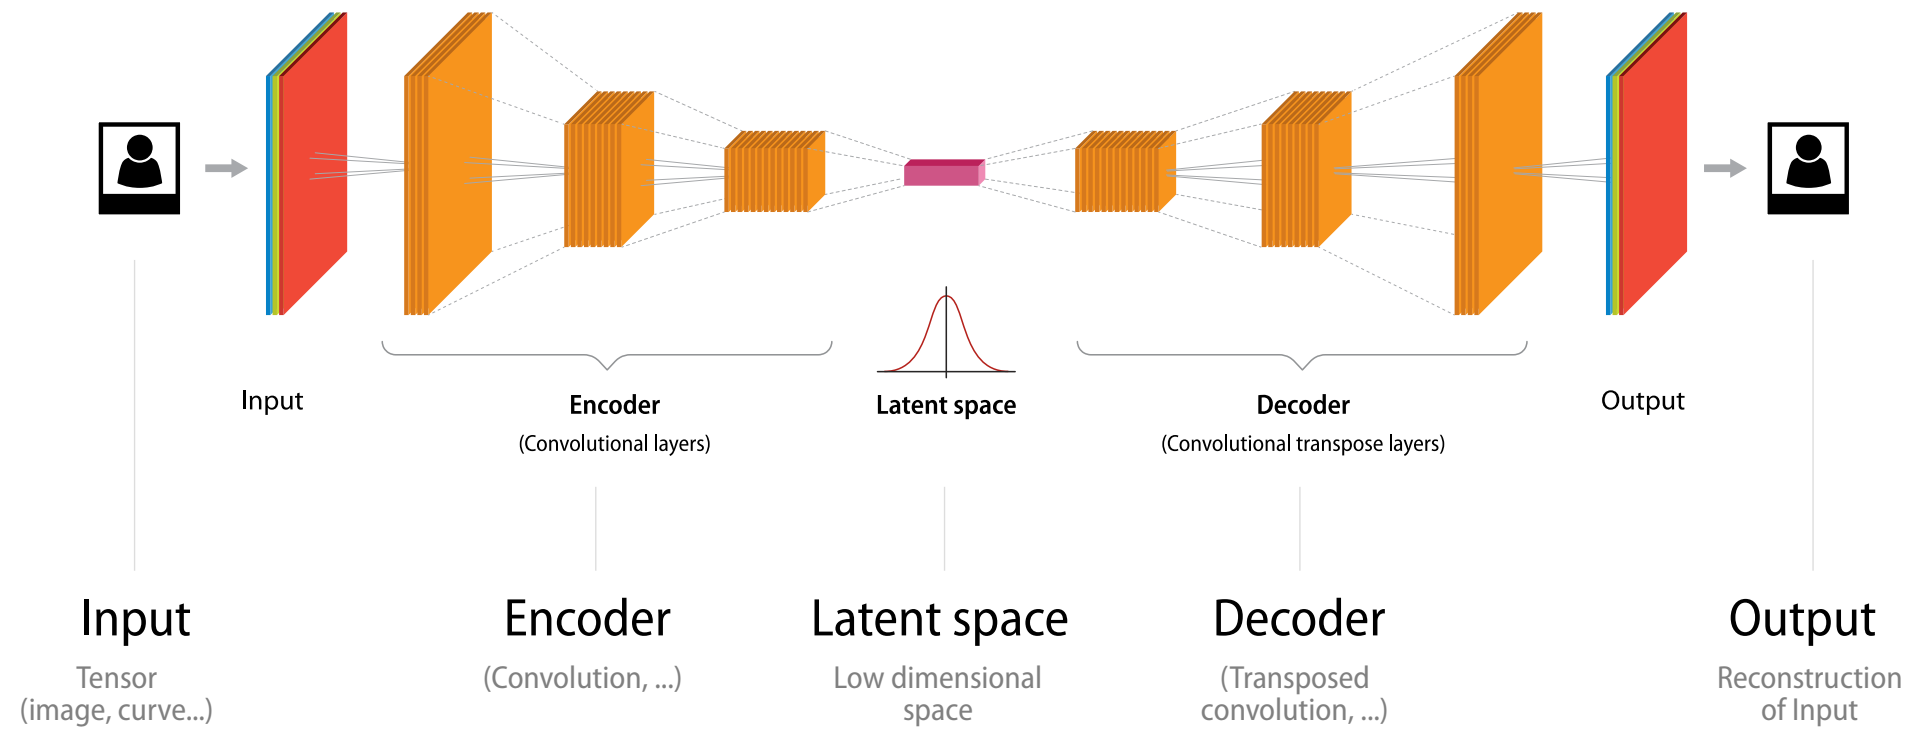 Input
Encoder
(Convolutional layers)
Latent space
Decoder
(Convolutional transpose layers)
Output
Input
Tensor
(image, curve...)
Encoder
(Convolution, ...)
Latent space
Low dimensional
space
Decoder
(Transposed
convolution, ...)
Output
Reconstruction
of Input